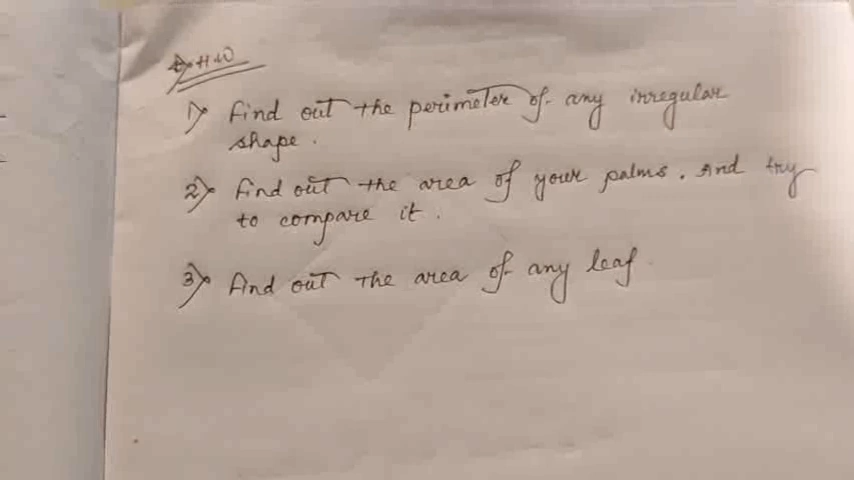 H.W
1) Find out the perimeter of any irregular
shape.
2) Find out the area of your palms. And try
to compare it.
3) Find out the area of any leaf